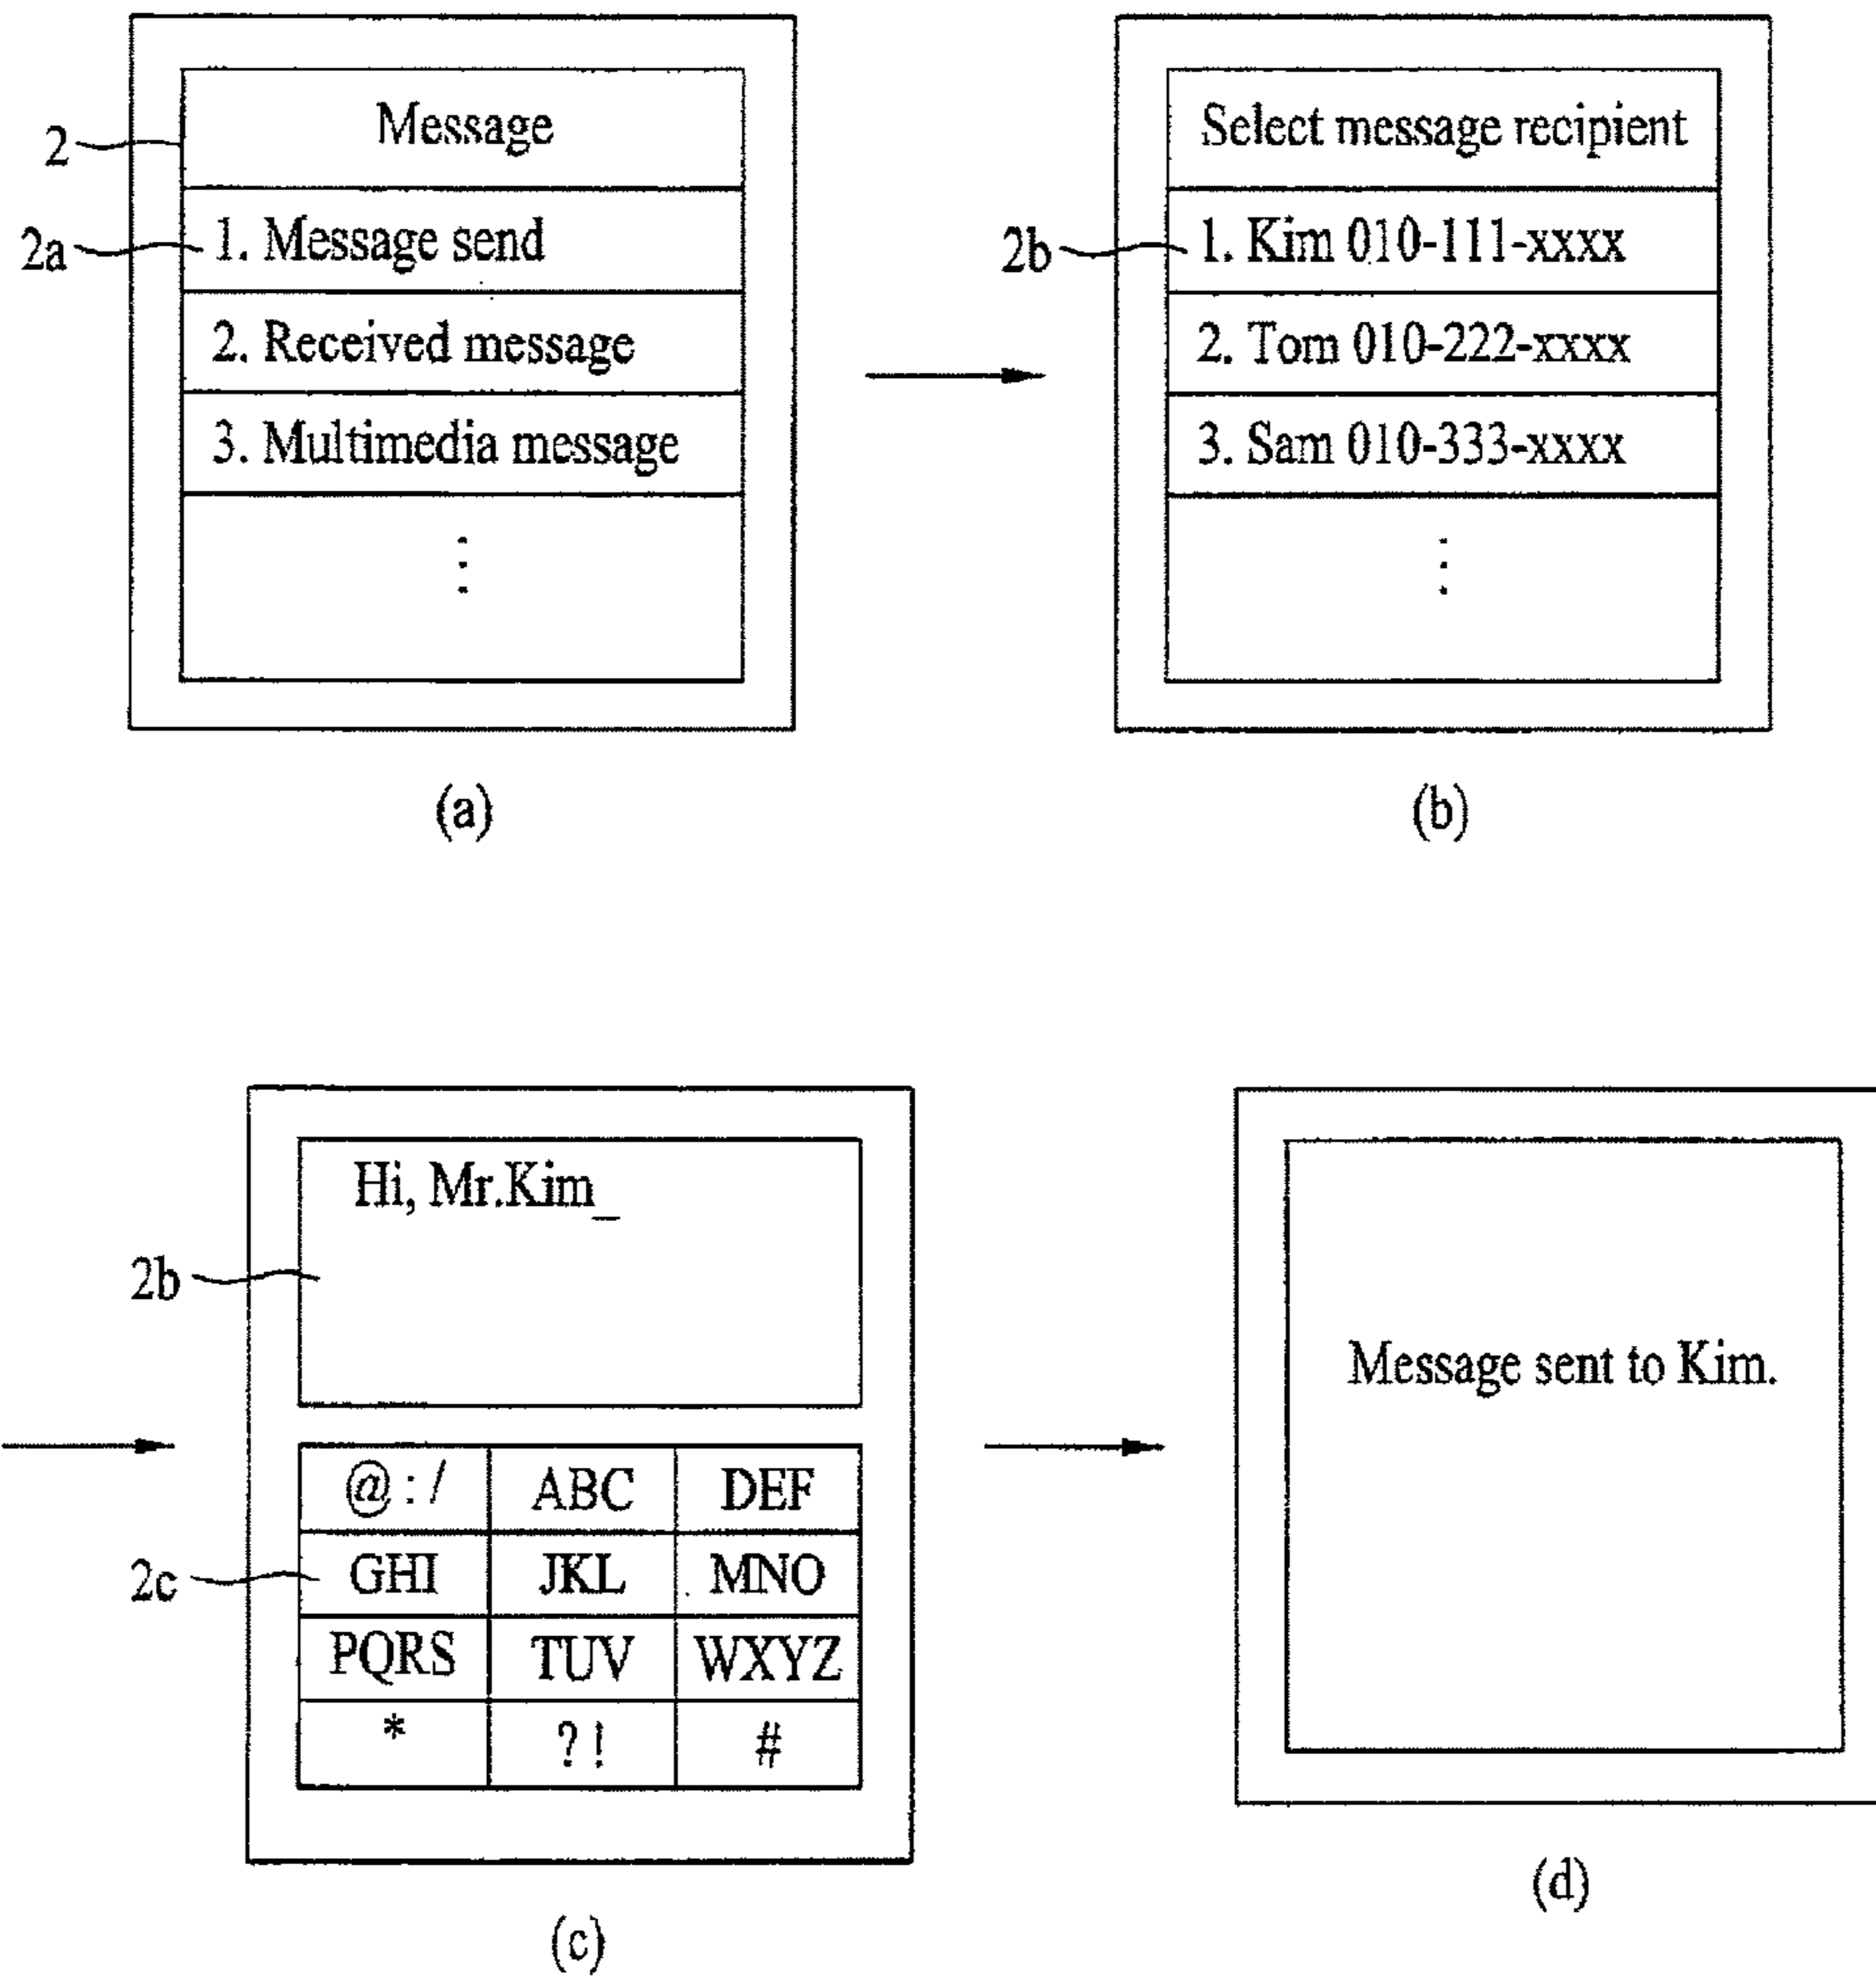 Message
2
1. Message send
2a
2. Received message
3. Multimedia message
(a)
Select message recipient
1. Kim 010-111-xxxx
2b
2. Tom 010-222-xxxx
3. Sam 010-333-xxxx
(b)
Hi, Mr.Kim_
2b
@ : / ABC DEF
2c
GHI JKL MNO
PQRS TUV WXYZ
* ? ! #
(c)
Message sent to Kim.
(d)